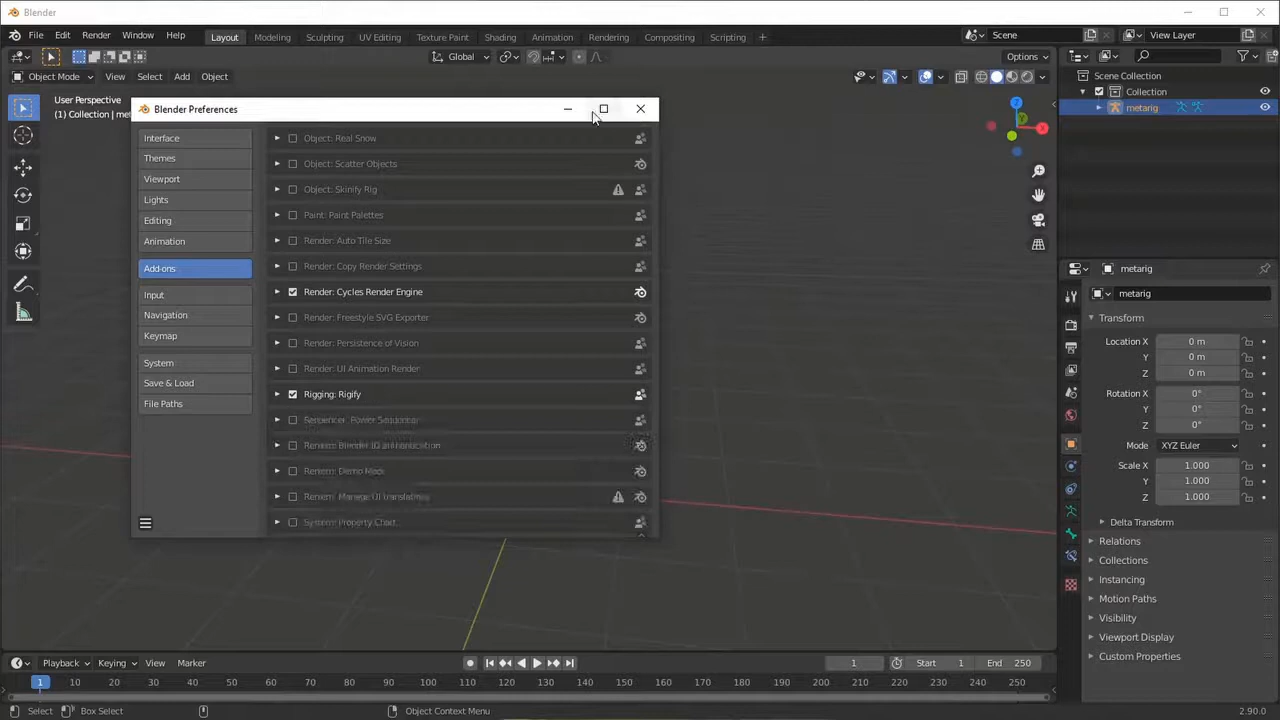 Blender
File Edit Render Window Help Layout Modeling Sculpting UV Editing Texture Paint Shading Animation Rendering Compositing Scripting + Scene View Layer
Global Options
Object Mode View Select Add Object
User Perspective
(1) Collection | met
Scene Collection
Collection
metarig
Blender Preferences
Interface
Themes
Viewport
Lights
Editing
Animation
Add-ons
Input
Navigation
Keymap
System
Save & Load
File Paths
Object: Real Snow
Object: Scatter Objects
Object: Skinify Rig
Paint: Paint Palettes
Render: Auto Tile Size
Render: Copy Render Settings
Render: Cycles Render Engine
Render: Freestyle SVG Exporter
Render: Persistence of Vision
Render: UI Animation Render
Rigging: Rigify
Sequencer: Power Sequencer
System: Property Chart
Z
Y
X
metarig
metarig
Transform
Location X 0 m
Y 0 m
Z 0 m
Rotation X 0°
Y 0°
Z 0°
Mode XYZ Euler
Scale X 1.000
Y 1.000
Z 1.000
Delta Transform
Relations
Collections
Instancing
Motion Paths
Visibility
Viewport Display
Custom Properties
Playback Keying View Marker 1 Start 1 End 250
1 10 20 30 40 50 60 70 80 90 100 110 120 130 140 150 160 170 180 190 200 210 220 230 240 250
Select Box Select Object Context Menu 2.90.0